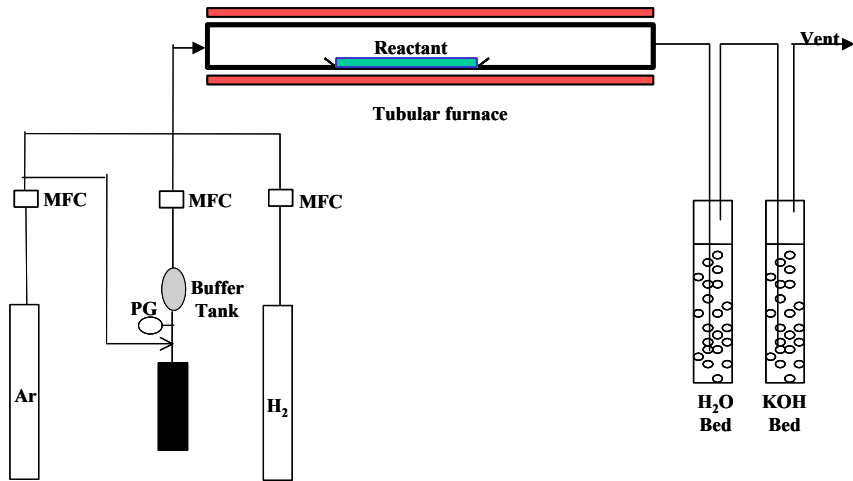 Reactant
Vent
Tubular furnace
MFC
MFC
MFC
Buffer
Tank
PG
Ar
H₂
H₂O
Bed
KOH
Bed